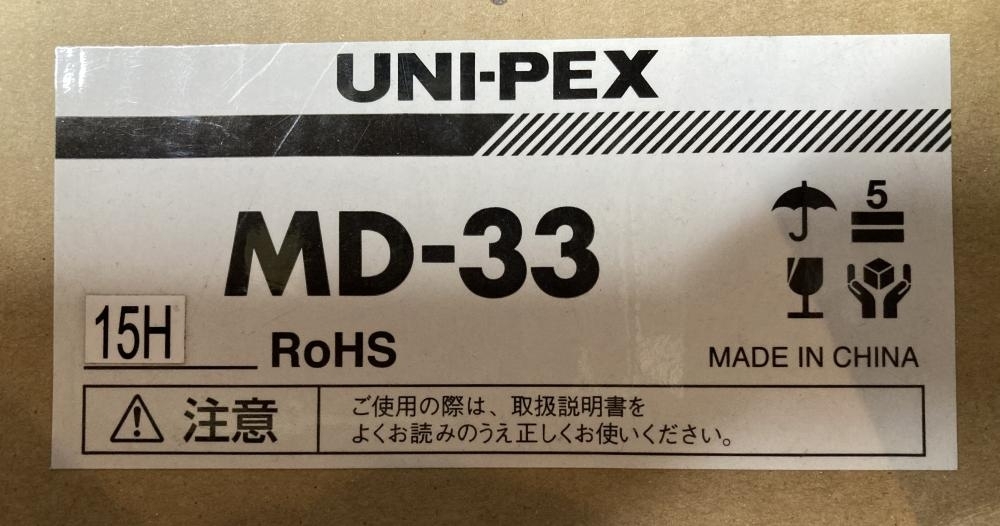 UNI-PEX
MD-33
5
15H
RoHS
MADE IN CHINA
注意
ご使用の際は、取扱説明書を
よくお読みのうえ正しくお使いください。